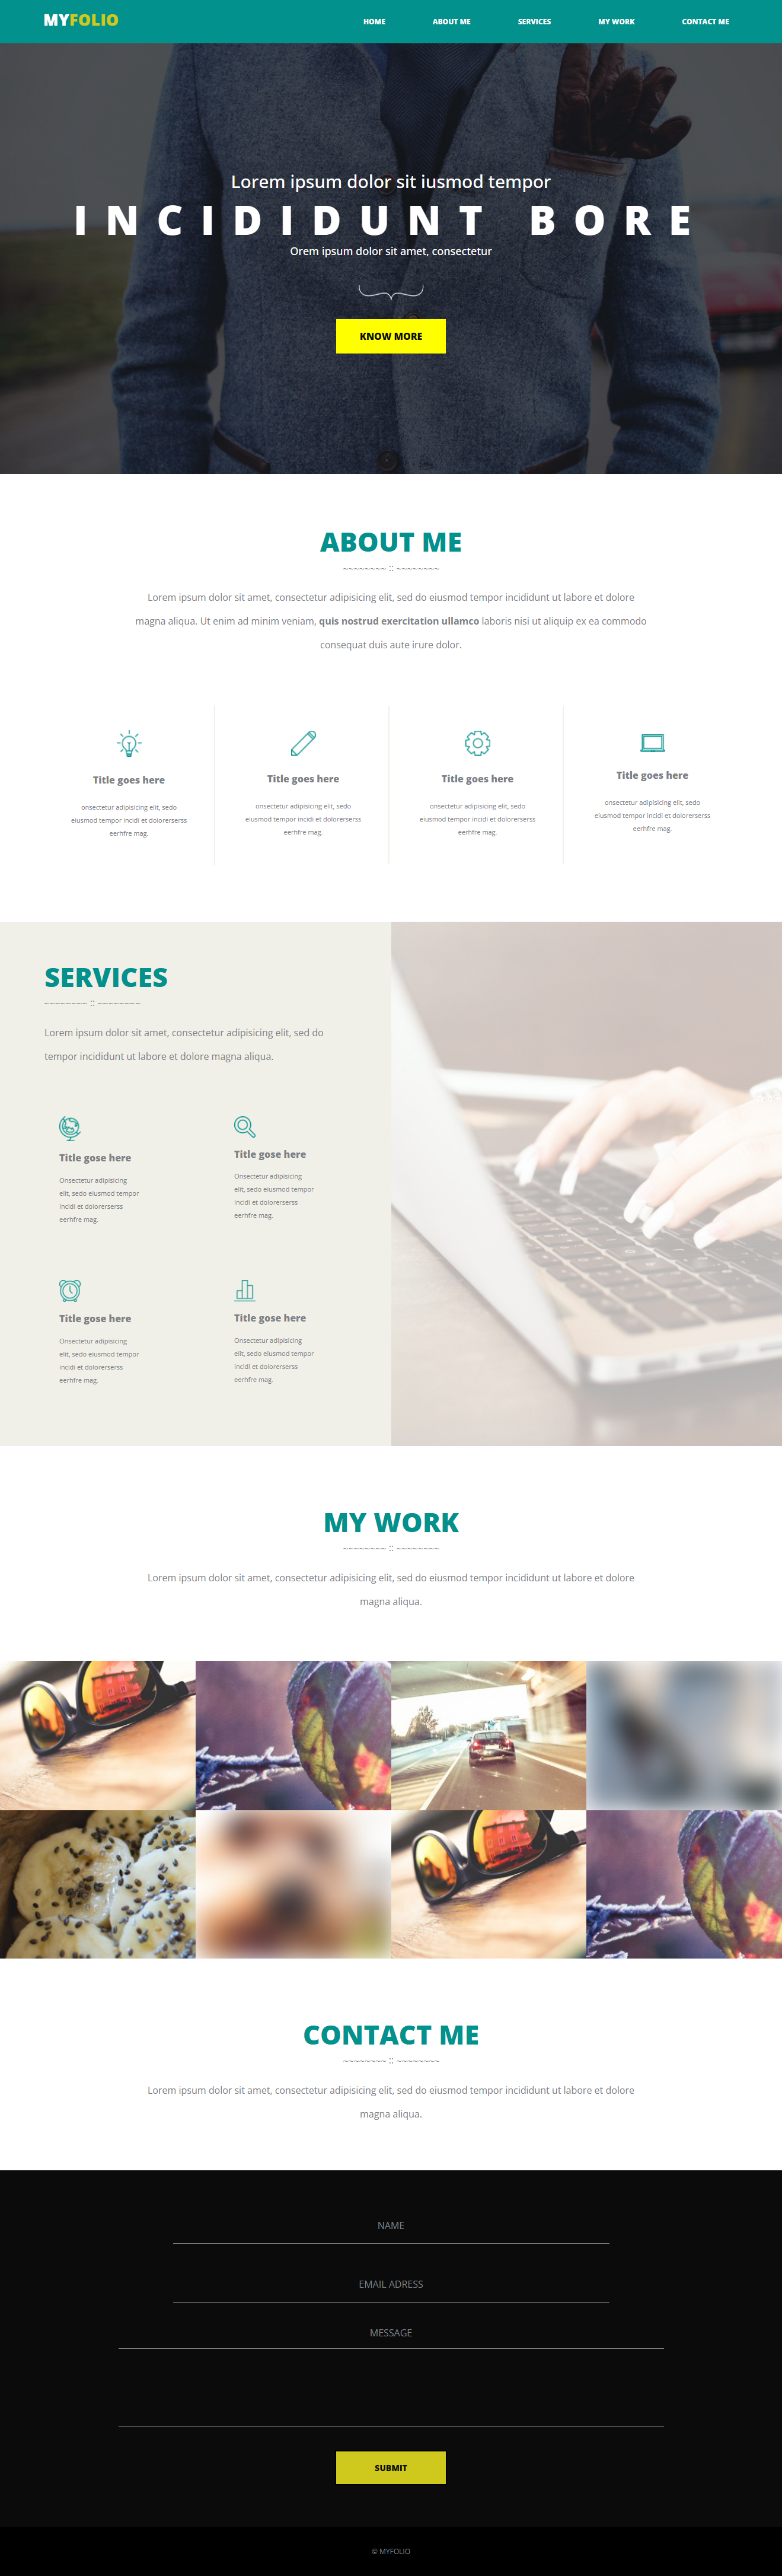 MYFOLIO
HOME
ABOUT ME
SERVICES
MY WORK
CONTACT ME
Lorem ipsum dolor sit iusmod tempor
INCIDIDUNT BORE
Orem ipsum dolor sit amet, consectetur
KNOW MORE
ABOUT ME
~~~~~~~~ :: ~~~~~~~~
Lorem ipsum dolor sit amet, consectetur adipisicing elit, sed do eiusmod tempor incididunt ut labore et dolore
magna aliqua. Ut enim ad minim veniam, quis nostrud exercitation ullamco laboris nisi ut aliquip ex ea commodo
consequat duis aute irure dolor.
Title goes here
onsectetur adipisicing elit, sedo
eiusmod tempor incidi et dolorerserss
eerhfre mag.
Title goes here
onsectetur adipisicing elit, sedo
eiusmod tempor incidi et dolorerserss
eerhfre mag.
Title goes here
onsectetur adipisicing elit, sedo
eiusmod tempor incidi et dolorerserss
eerhfre mag.
Title goes here
onsectetur adipisicing elit, sedo
eiusmod tempor incidi et dolorerserss
eerhfre mag.
SERVICES
~~~~~~~~ :: ~~~~~~~~
Lorem ipsum dolor sit amet, consectetur adipisicing elit, sed do
tempor incididunt ut labore et dolore magna aliqua.
Title gose here
Onsectetur adipisicing
elit, sedo eiusmod tempor
incidi et dolorerserss
eerhfre mag.
Title gose here
Onsectetur adipisicing
elit, sedo eiusmod tempor
incidi et dolorerserss
eerhfre mag.
Title gose here
Onsectetur adipisicing
elit, sedo eiusmod tempor
incidi et dolorerserss
eerhfre mag.
Title gose here
Onsectetur adipisicing
elit, sedo eiusmod tempor
incidi et dolorerserss
eerhfre mag.
MY WORK
~~~~~~~~ :: ~~~~~~~~
Lorem ipsum dolor sit amet, consectetur adipisicing elit, sed do eiusmod tempor incididunt ut labore et dolore
magna aliqua.
CONTACT ME
~~~~~~~~ :: ~~~~~~~~
Lorem ipsum dolor sit amet, consectetur adipisicing elit, sed do eiusmod tempor incididunt ut labore et dolore
magna aliqua.
NAME
EMAIL ADRESS
MESSAGE
SUBMIT
© MYFOLIO